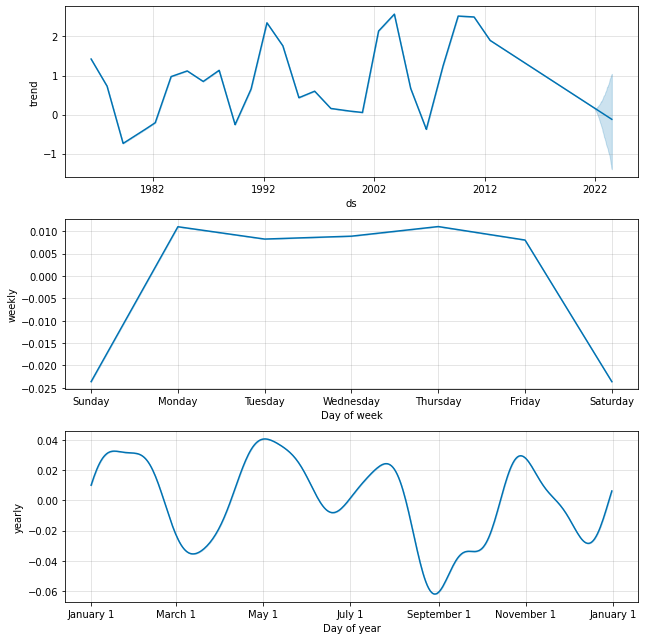 2
1
0
−1
trend
1982 1992 2002 2012 2022
ds
0.010
0.005
0.000
−0.005
−0.010
−0.015
−0.020
−0.025
weekly
Sunday Monday Tuesday Wednesday Thursday Friday Saturday
Day of week
0.04
0.02
0.00
−0.02
−0.04
−0.06
yearly
January 1 March 1 May 1 July 1 September 1 November 1 January 1
Day of year